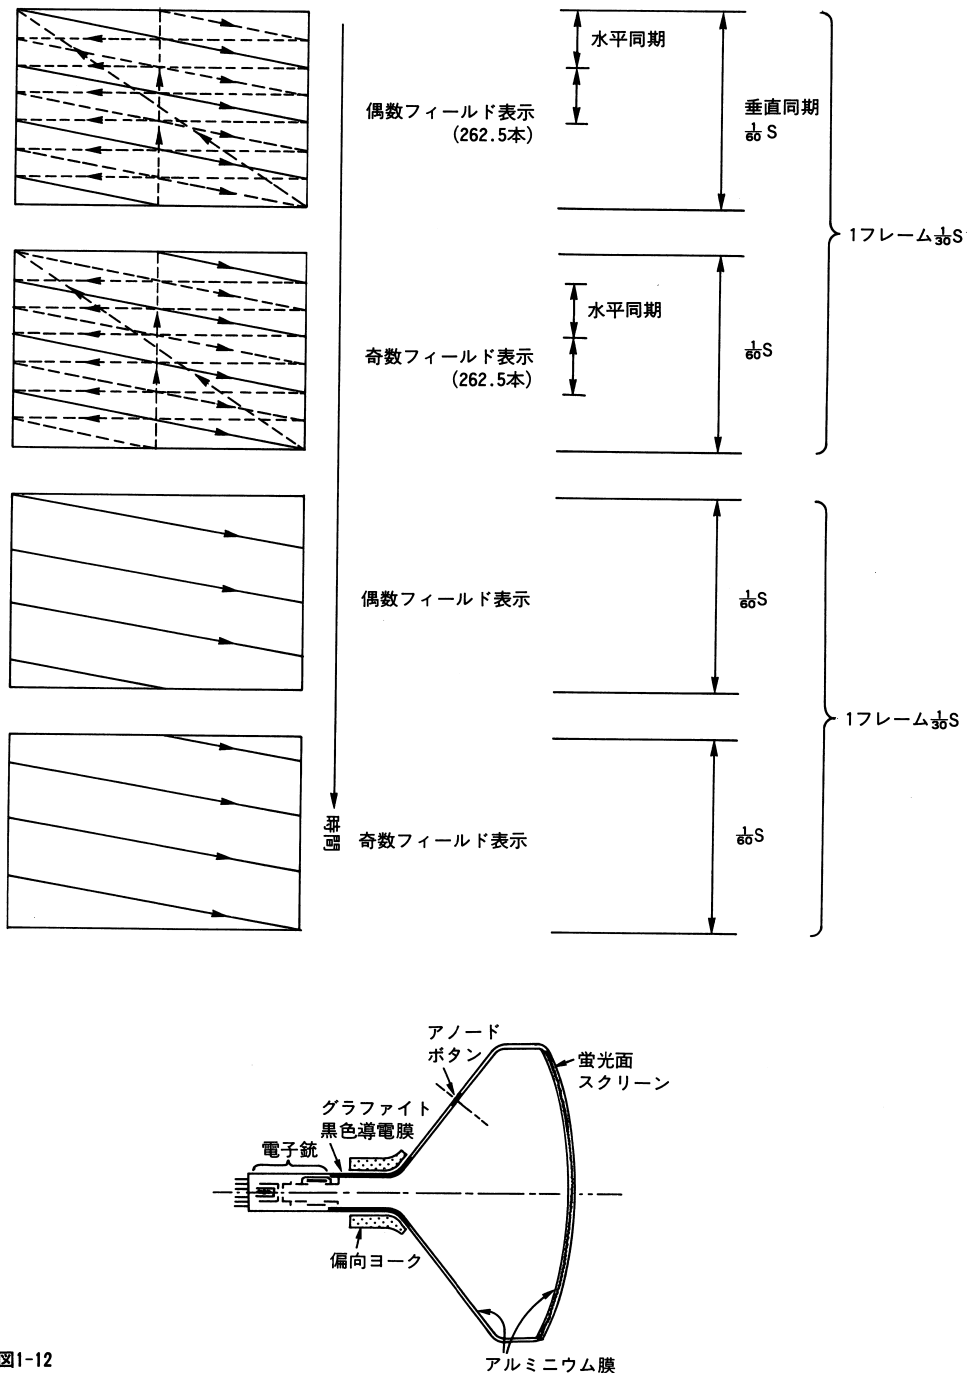 水平同期
偶数フィールド表示
(262.5本)
垂直同期
1/60 S
1フレーム1/30S
水平同期
奇数フィールド表示
(262.5本)
1/60S
偶数フィールド表示
1/60S
1フレーム1/30S
時間
奇数フィールド表示
1/60S
アノード
ボタン
蛍光面
スクリーン
グラファイト
黒色導電膜
電子銃
偏向ヨーク
アルミニウム膜
図1-12